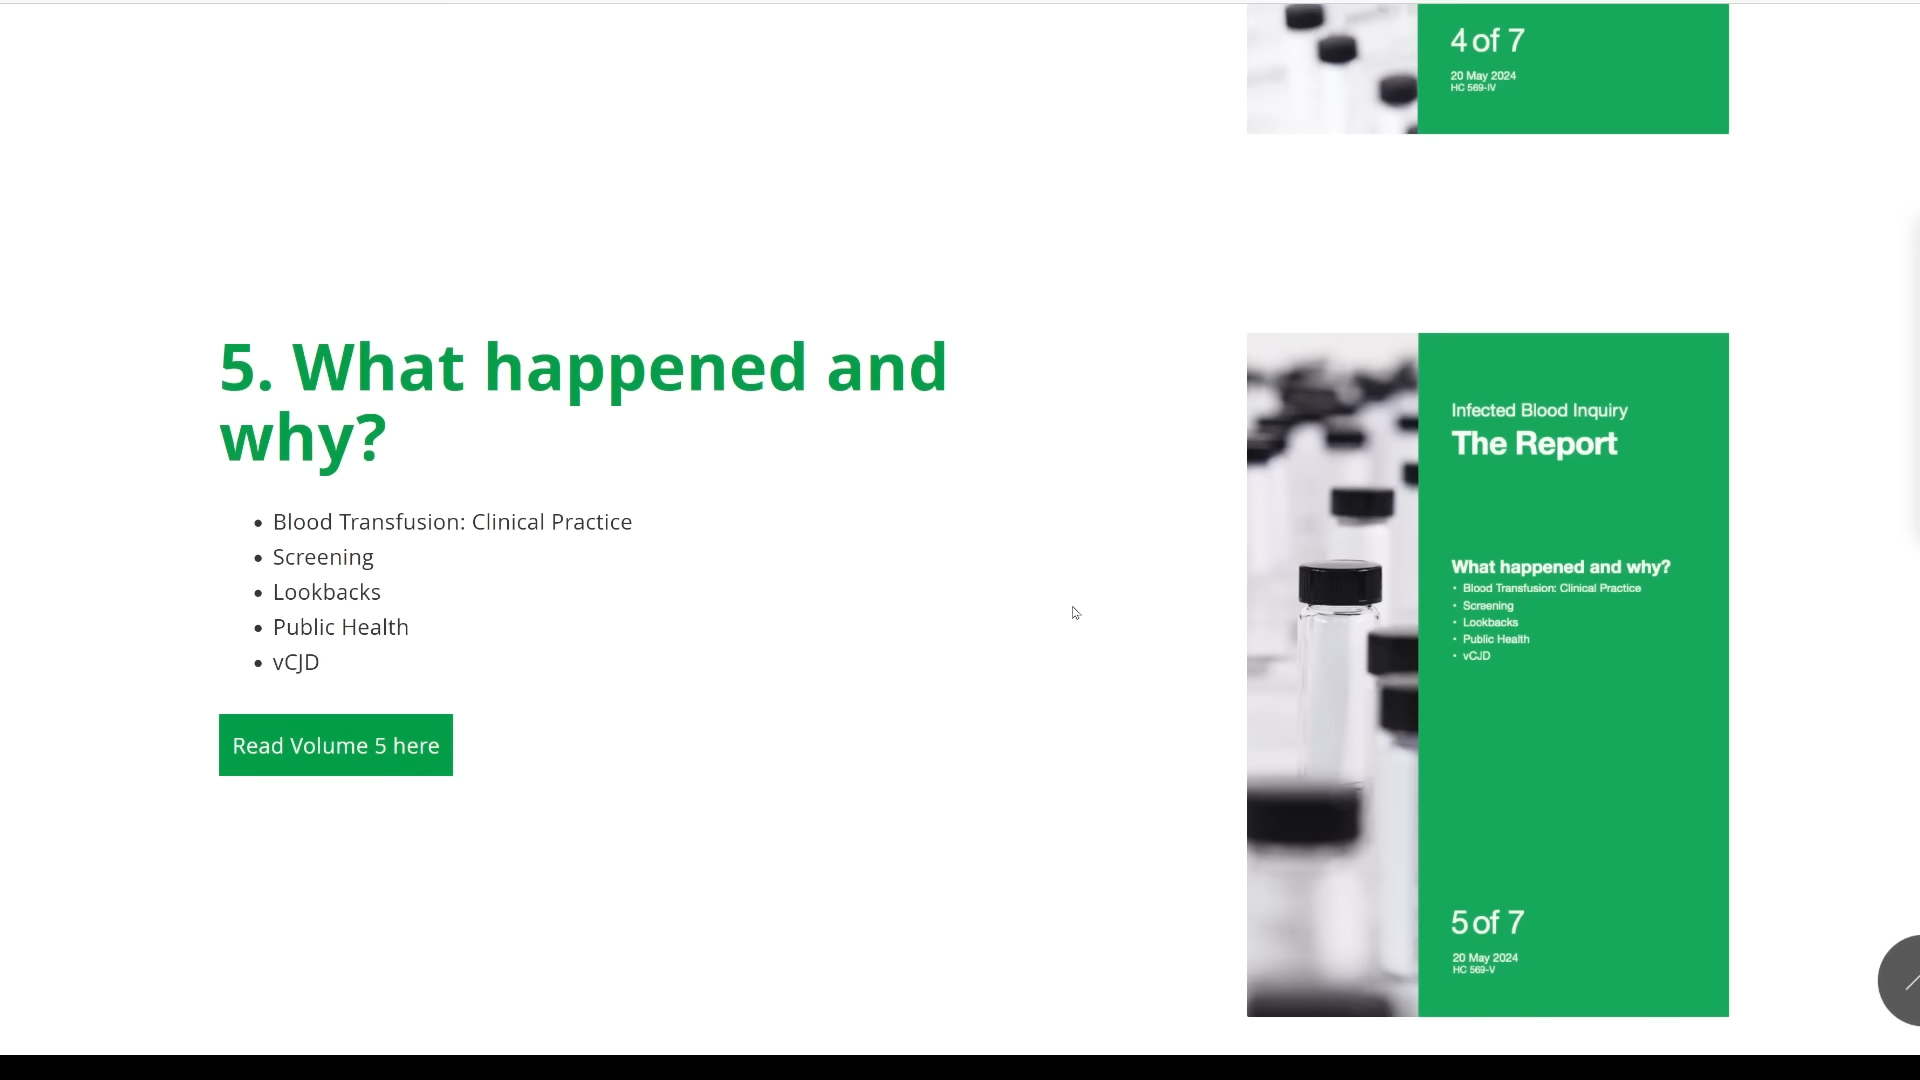 4 of 7
20 May 2024
HC 569-IV
5. What happened and
why?
Blood Transfusion: Clinical Practice
Screening
Lookbacks
Public Health
vCJD
Read Volume 5 here
Infected Blood Inquiry
The Report
What happened and why?
Blood Transfusion: Clinical Practice
Screening
Lookbacks
Public Health
vCJD
5 of 7
20 May 2024
HC 569-V